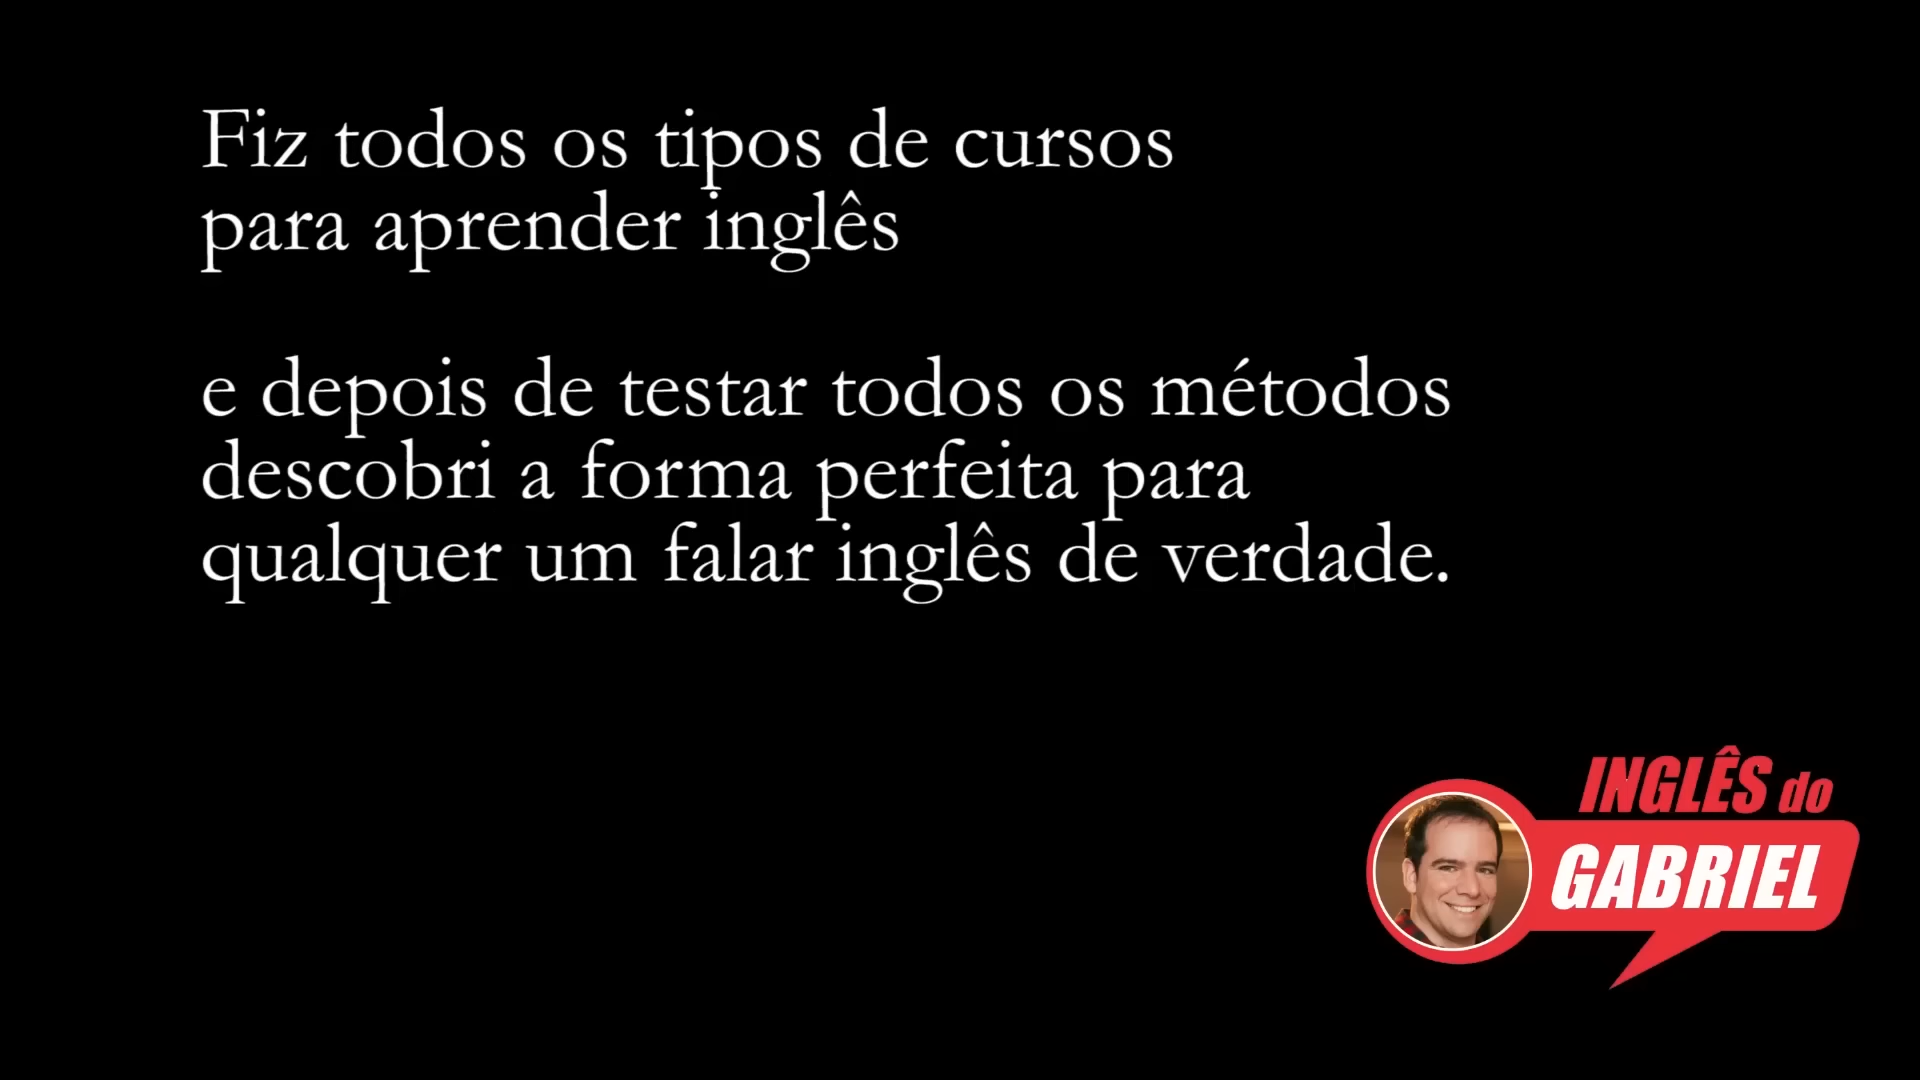 Fiz todos os tipos de cursos
para aprender inglês
e depois de testar todos os métodos
descobri a forma perfeita para
qualquer um falar inglês de verdade.
INGLÊS do
GABRIEL